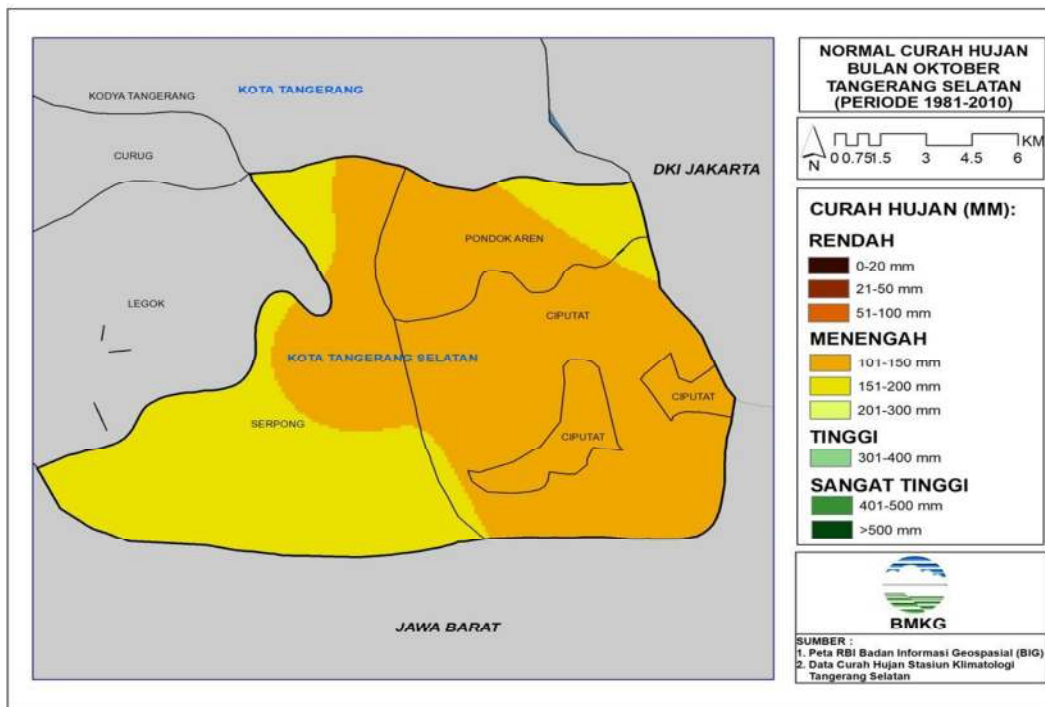 NORMAL CURAH HUJAN
BULAN OKTOBER
TANGERANG SELATAN
(PERIODE 1981-2010)
N
0 0.75 1.5 3 4.5 6 KM
CURAH HUJAN (MM):
RENDAH
0-20 mm
21-50 mm
51-100 mm
MENENGAH
101-150 mm
151-200 mm
201-300 mm
TINGGI
301-400 mm
SANGAT TINGGI
401-500 mm
>500 mm
BMKG
SUMBER :
1. Peta RBI Badan Informasi Geospasial (BIG)
2. Data Curah Hujan Stasiun Klimatologi
Tangerang Selatan
KODYA TANGERANG
KOTA TANGERANG
CURUG
DKI JAKARTA
PONDOK AREN
LEGOK
CIPUTAT
KOTA TANGERANG SELATAN
CIPUTAT
SERPONG
CIPUTAT
JAWA BARAT